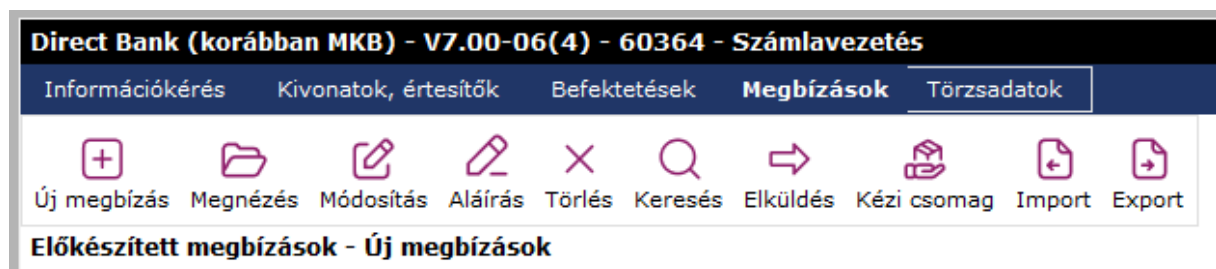 Direct Bank (korábban MKB) - V7.00-06(4) - 60364 - Számlavezetés
Információkérés Kivonatok, értesítők Befektetések Megbízások Törzsadatok
Új megbízás Megnézés Módosítás Aláírás Törlés Keresés Elküldés Kézi csomag Import Export
Előkészített megbízások - Új megbízások